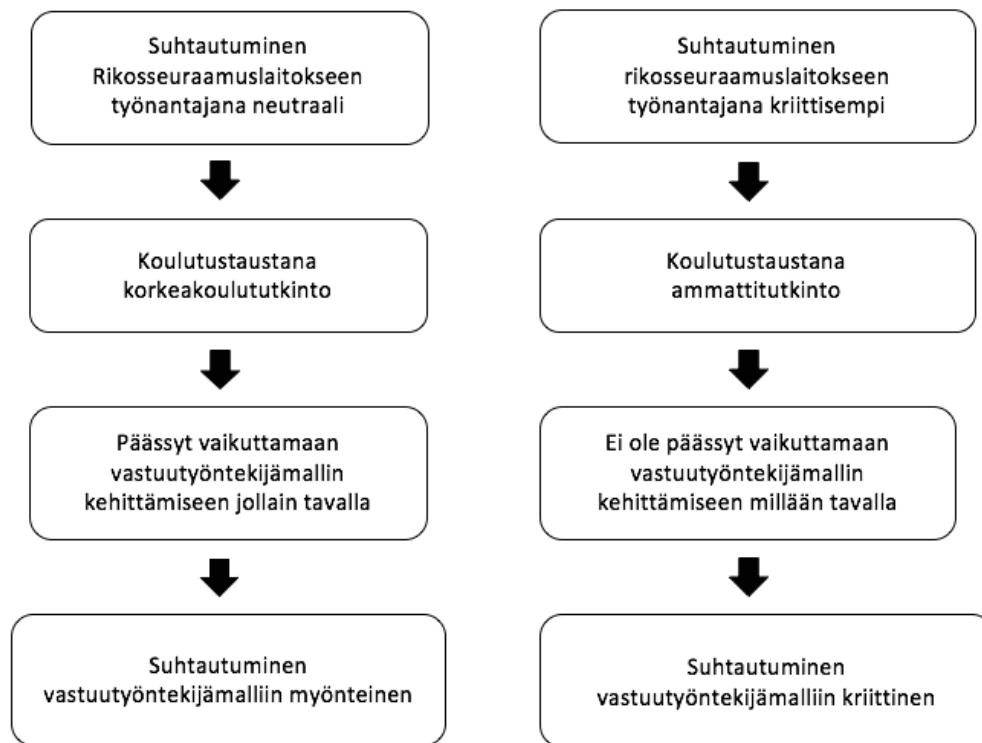 Suhtautuminen
Rikosseuraamuslaitokseen
työnantajana neutraali
Koulutustaustana
korkeakoulututkinto
Päässyt vaikuttamaan
vastuutyöntekijämallin
kehittämiseen jollain tavalla
Suhtautuminen
vastuutyöntekijämalliin myönteinen
Suhtautuminen
rikosseuraamuslaitokseen
työnantajana kriittisempi
Koulutustaustana
ammattitutkinto
Ei ole päässyt vaikuttamaan
vastuutyöntekijämallin
kehittämiseen millään tavalla
Suhtautuminen
vastuutyöntekijämalliin kriittinen